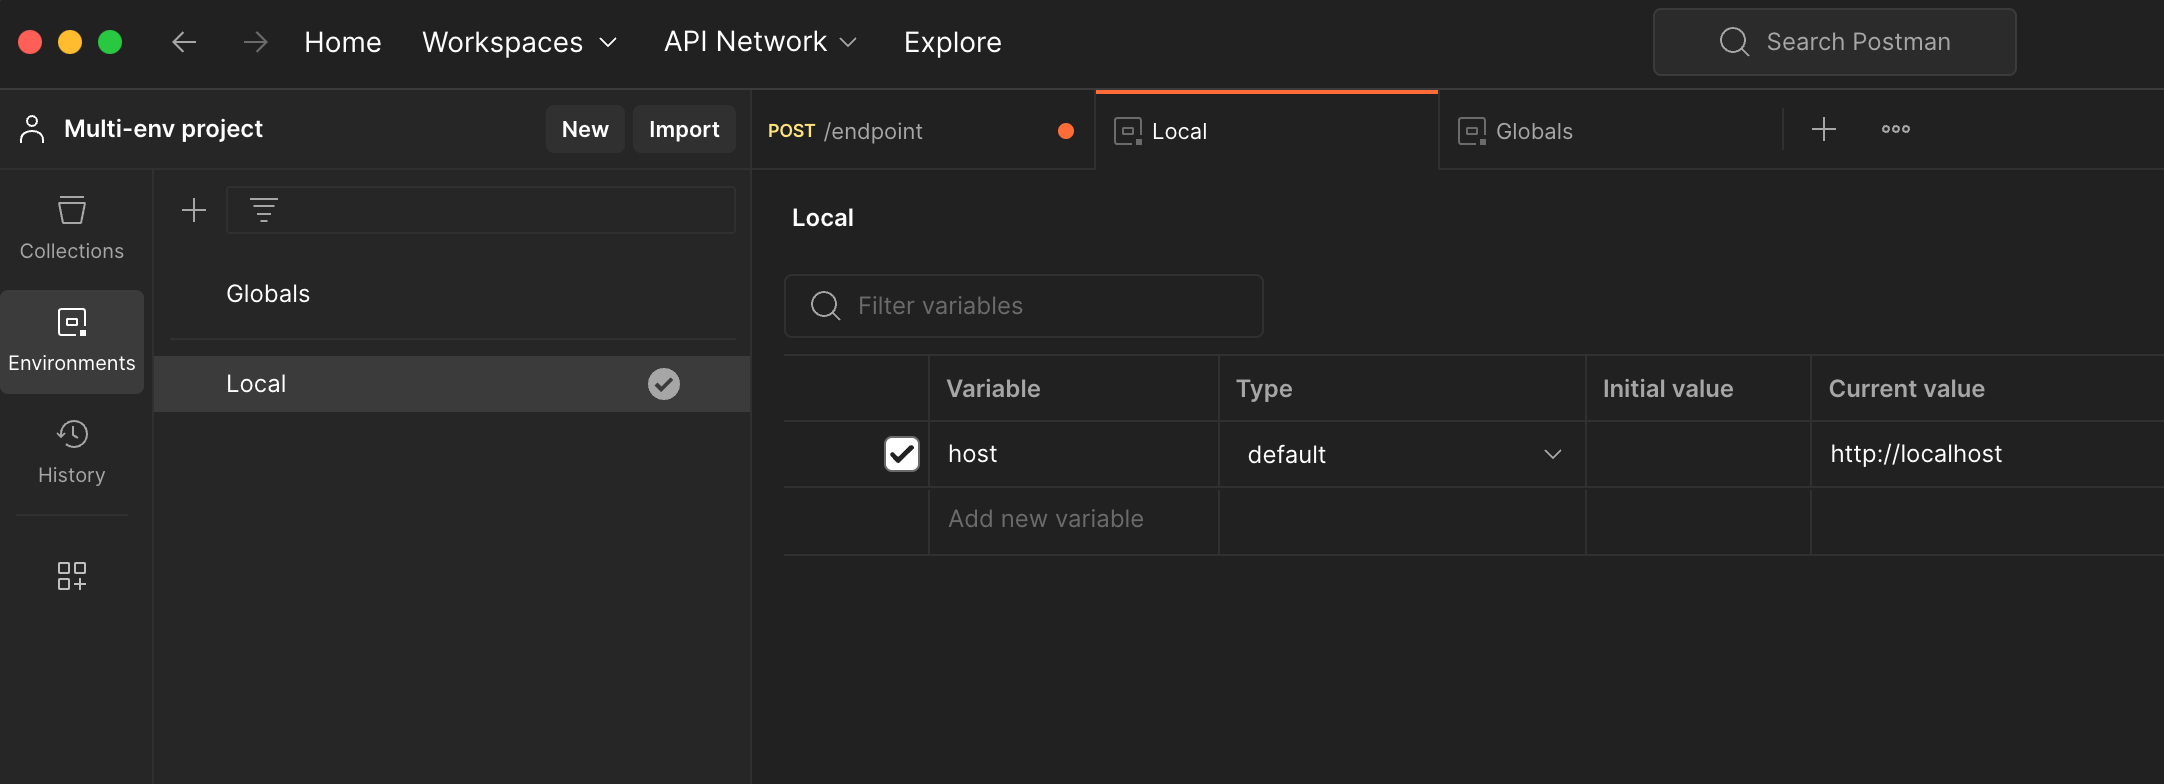 Home Workspaces API Network Explore Search Postman
Multi-env project New Import
POST /endpoint Local Globals
Collections
Environments
History
Globals
Local
Local
Filter variables
Variable Type Initial value Current value
host default http://localhost
Add new variable